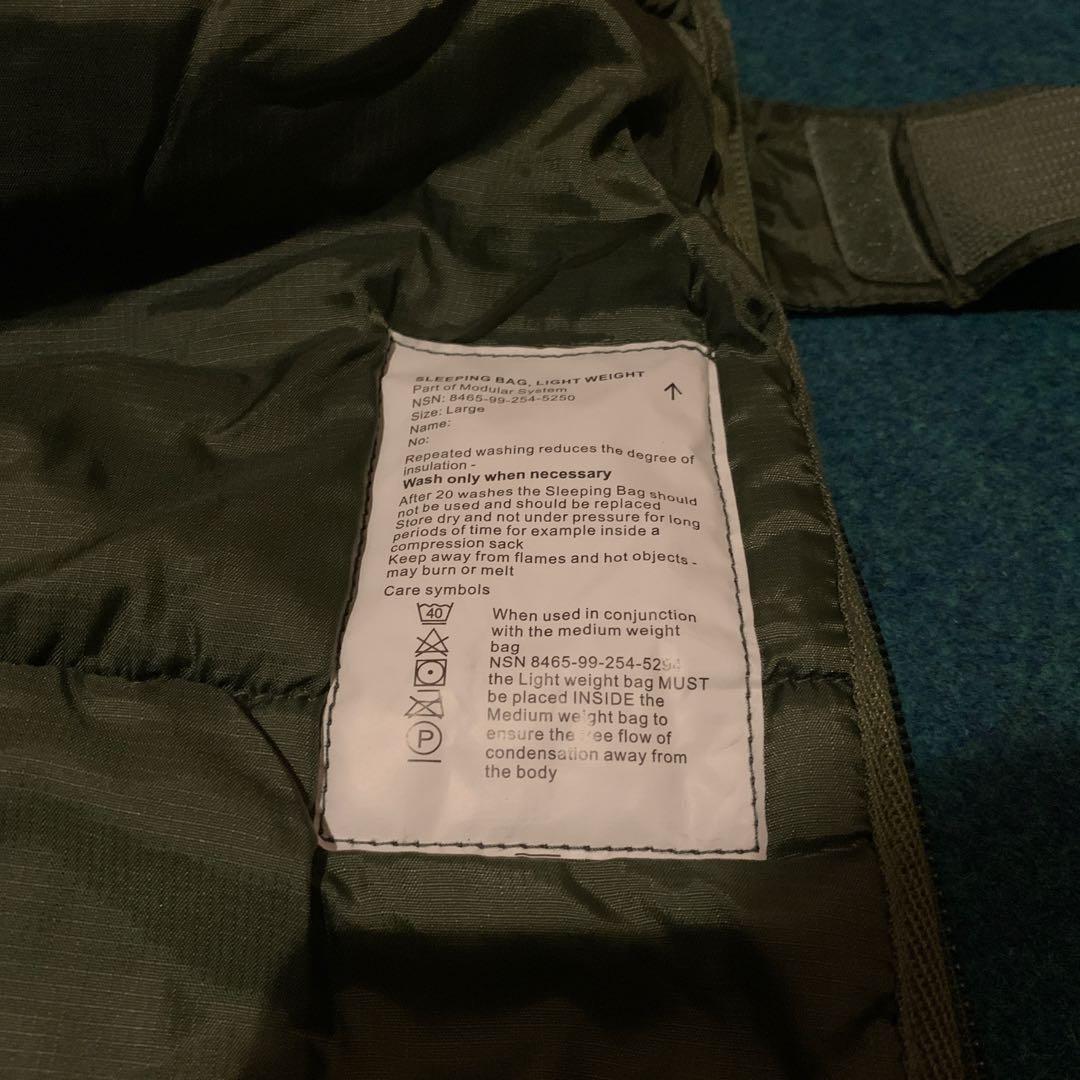 SLEEPING BAG, LIGHT WEIGHT
Part of Modular System
NSN: 8465-99-254-5250
Size: Large
Name:
No:
Repeated washing reduces the degree of
insulation -
Wash only when necessary
After 20 washes the Sleeping Bag should
not be used and should be replaced
Store dry and not under pressure for long
periods of time for example inside a
compression sack
Keep away from flames and hot objects -
may burn or melt
Care symbols
40
P
When used in conjunction
with the medium weight
bag
NSN 8465-99-254-5294
the Light weight bag MUST
be placed INSIDE the
Medium weight bag to
ensure the free flow of
condensation away from
the body